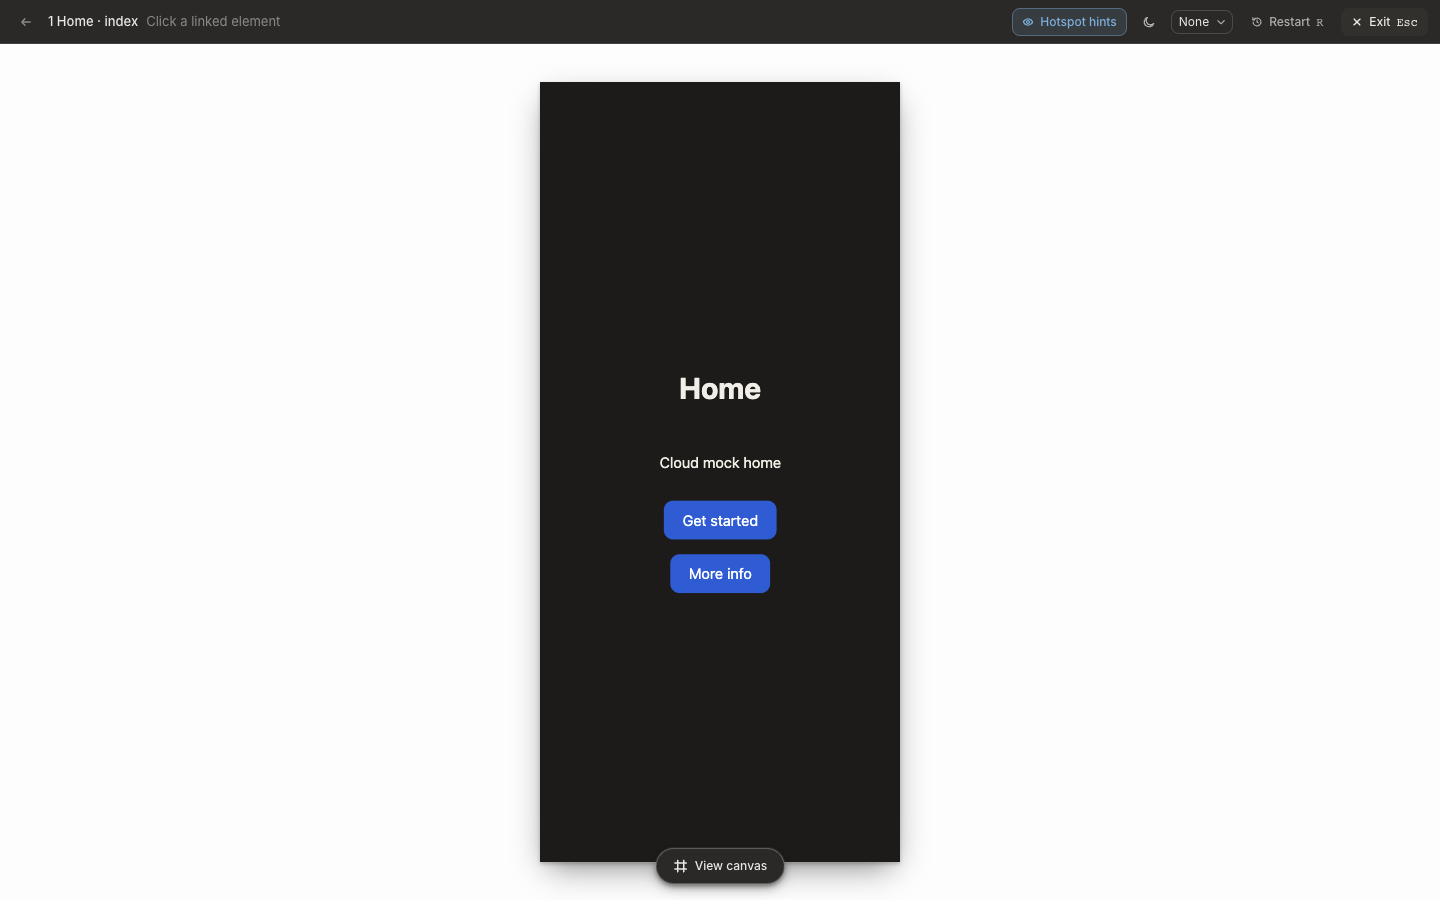 1 Home · index Click a linked element
Hotspot hints
None
Restart R
Exit Esc
Home
Cloud mock home
Get started
More info
View canvas